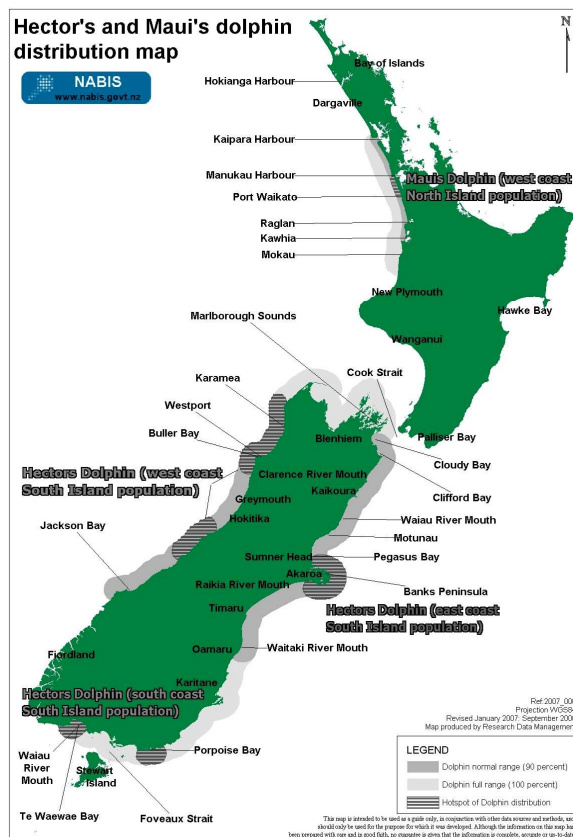 Hector's and Maui's dolphin
distribution map
NABIS
www.nabis.govt.nz
N
Bay of Islands
Hokianga Harbour
Dargaville
Kaipara Harbour
Manukau Harbour
Mauis Dolphin (west coast
North Island population)
Port Waikato
Raglan
Kawhia
Mokau
New Plymouth
Hawke Bay
Marlborough Sounds
Wanganui
Cook Strait
Karamea
Westport
Buller Bay
Blenhiem
Palliser Bay
Cloudy Bay
Hectors Dolphin (west coast
South Island population)
Clarence River Mouth
Kaikoura
Clifford Bay
Greymouth
Hokitika
Waiau River Mouth
Jackson Bay
Motunau
Sumner Head
Pegasus Bay
Akaroa
Raikia River Mouth
Banks Peninsula
Timaru
Hectors Dolphin (east coast
South Island population)
Oamaru
Waitaki River Mouth
Fiordland
Karitane
Hectors Dolphin (south coast
South Island population)
Porpoise Bay
Waiau
River
Mouth
Stewart
Island
Te Waewae Bay
Foveaux Strait
Projection WGS84
Revised January 2007: September 200
Map produced by Research Data Management
LEGEND
Dolphin normal range (90 percent)
Dolphin full range (100 percent)
Hotspot of Dolphin distribution
This map is intended to be used as a guide only, in conjunction with other data sources and methods, and
should only be used for the purpose for which it was developed. Although the information on this map has
been prepared with care and in good faith, no guarantee is given that the information is complete, accurate or up-to-date